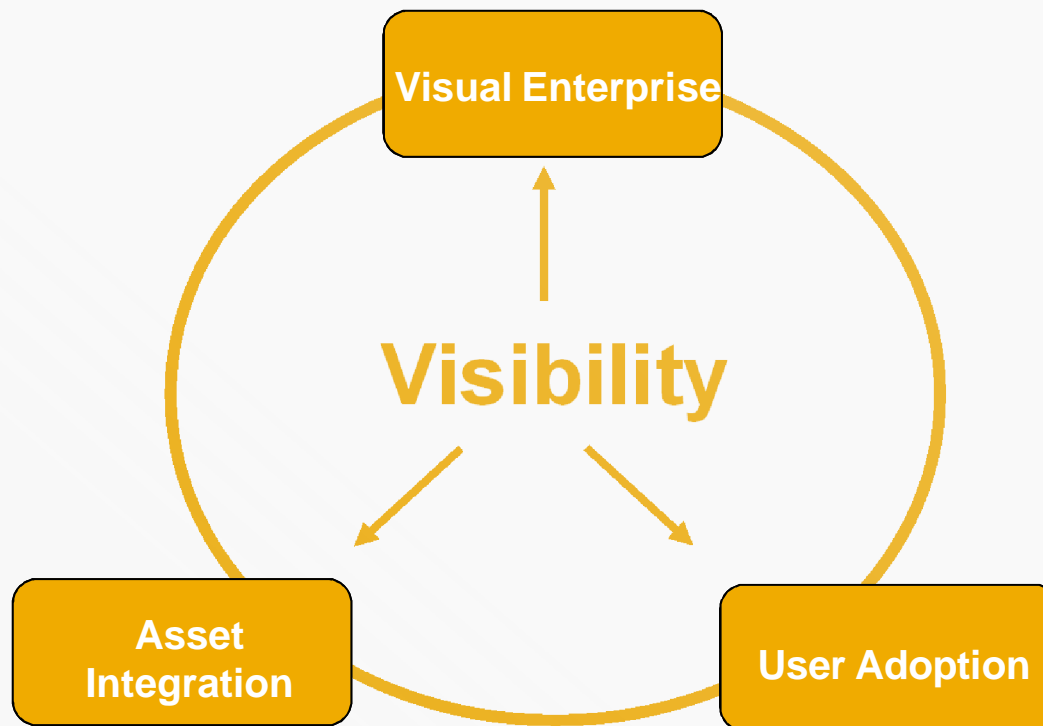 Visual Enterprise
Visibility
Asset
Integration
User Adoption